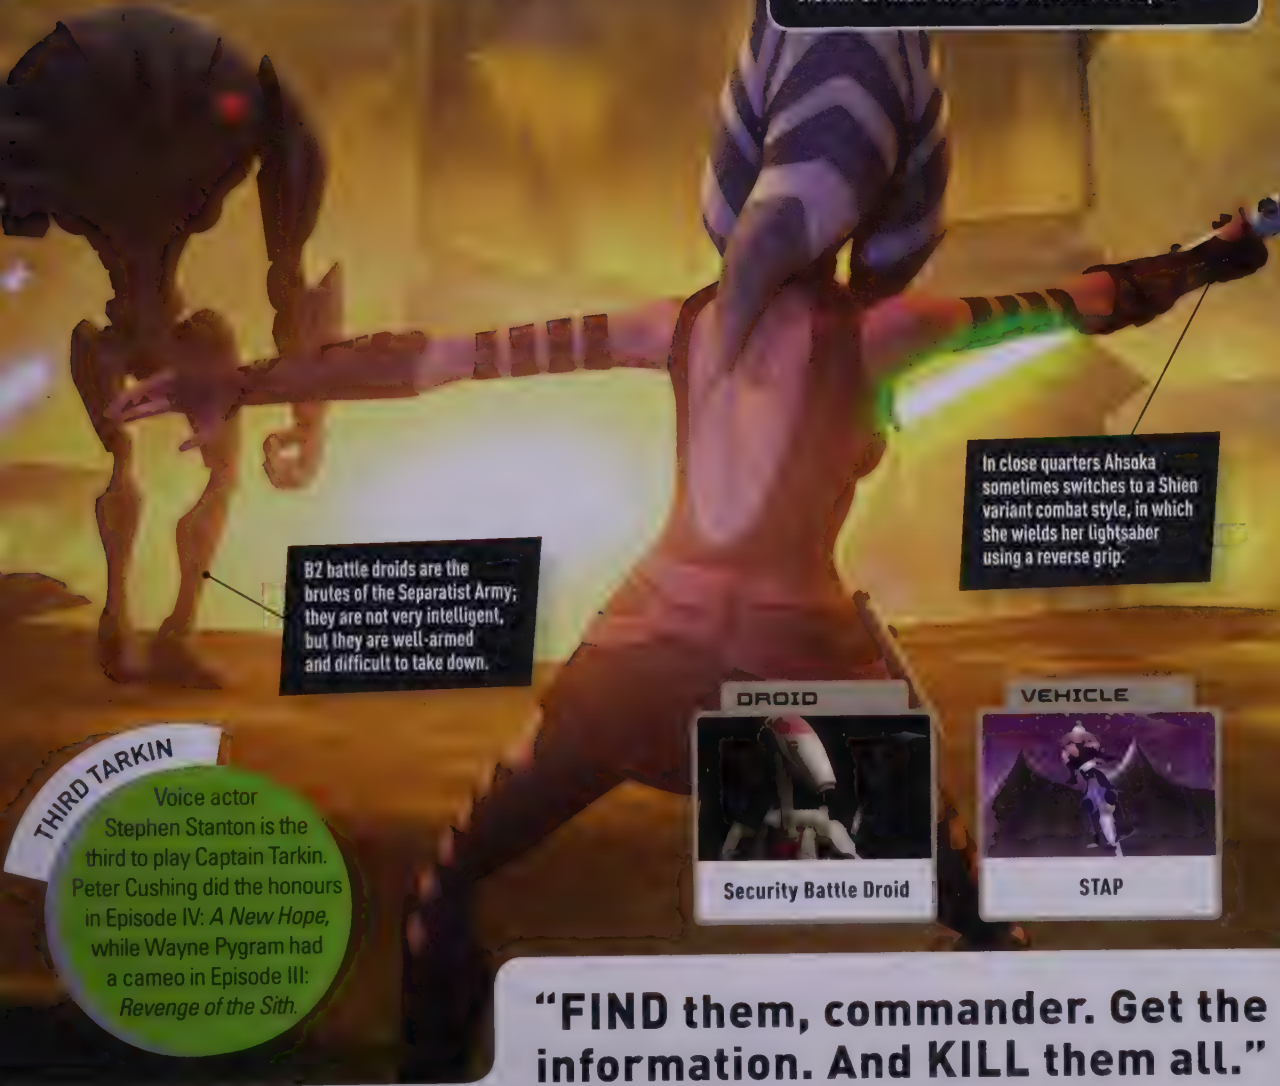 In close quarters Ahsoka
sometimes switches to a Shien
variant combat style, in which
she wields her lightsaber
using a reverse grip.
B2 battle droids are the
brutes of the Separatist Army;
they are not very intelligent,
but they are well-armed
and difficult to take down.
DROID
Security Battle Droid
VEHICLE
STAP
THIRD TARKIN
Voice actor
Stephen Stanton is the
third to play Captain Tarkin.
Peter Cushing did the honours
in Episode IV: A New Hope,
while Wayne Pygram had
a cameo in Episode III:
Revenge of the Sith.
“FIND them, commander. Get the
information. And KILL them all.”